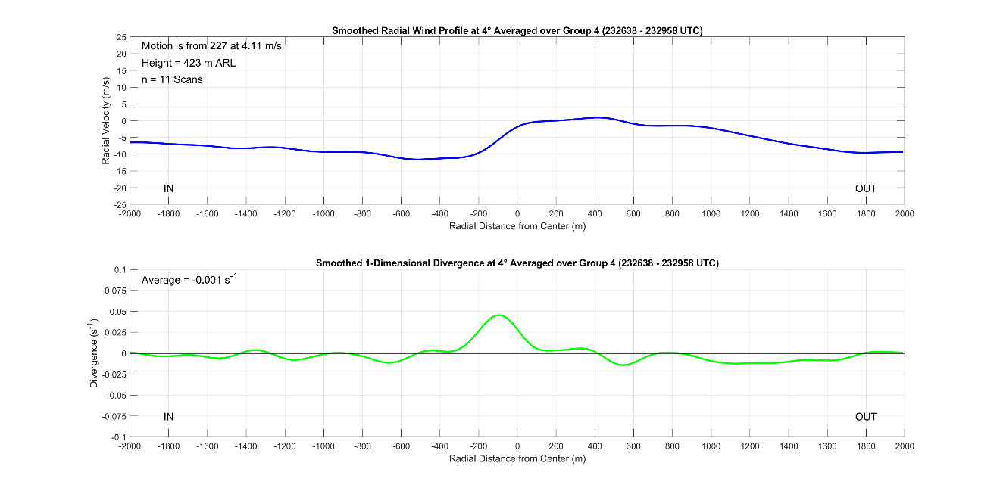 Smoothed Radial Wind Profile at 4° Averaged over Group 4 (232638 - 232958 UTC)
25
20
15
10
5
0
-5
-10
-15
-20
-25
Radial Velocity (m/s)
Motion is from 227 at 4.11 m/s
Height = 423 m ARL
n = 11 Scans
IN
OUT
-2000 -1800 -1600 -1400 -1200 -1000 -800 -600 -400 -200 0 200 400 600 800 1000 1200 1400 1600 1800 2000
Radial Distance from Center (m)
Smoothed 1-Dimensional Divergence at 4° Averaged over Group 4 (232638 - 232958 UTC)
0.1
0.075
0.05
0.025
0
-0.025
-0.05
-0.075
-0.1
Divergence (s-1)
Average = -0.001 s-1
IN
OUT
-2000 -1800 -1600 -1400 -1200 -1000 -800 -600 -400 -200 0 200 400 600 800 1000 1200 1400 1600 1800 2000
Radial Distance from Center (m)